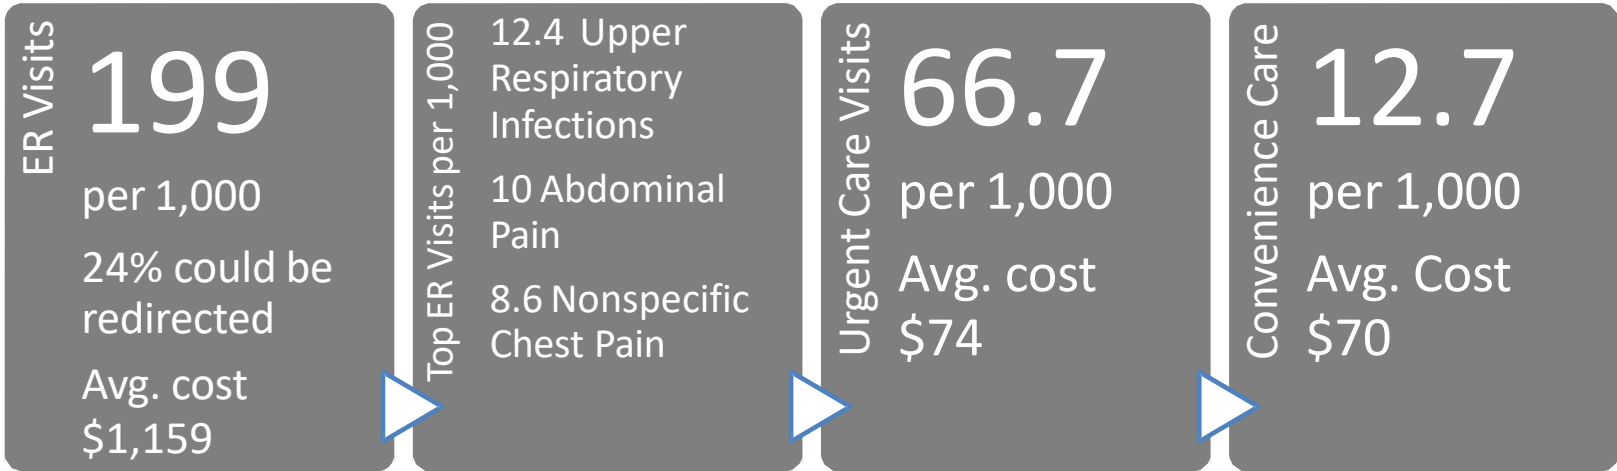 ER Visits
199
per 1,000
24% could be
redirected
Avg. cost
$1,159
Top ER Visits per 1,000
12.4 Upper
Respiratory
Infections
10 Abdominal
Pain
8.6 Nonspecific
Chest Pain
Urgent Care Visits
66.7
per 1,000
Avg. cost
$74
Convenience Care
12.7
per 1,000
Avg. Cost
$70